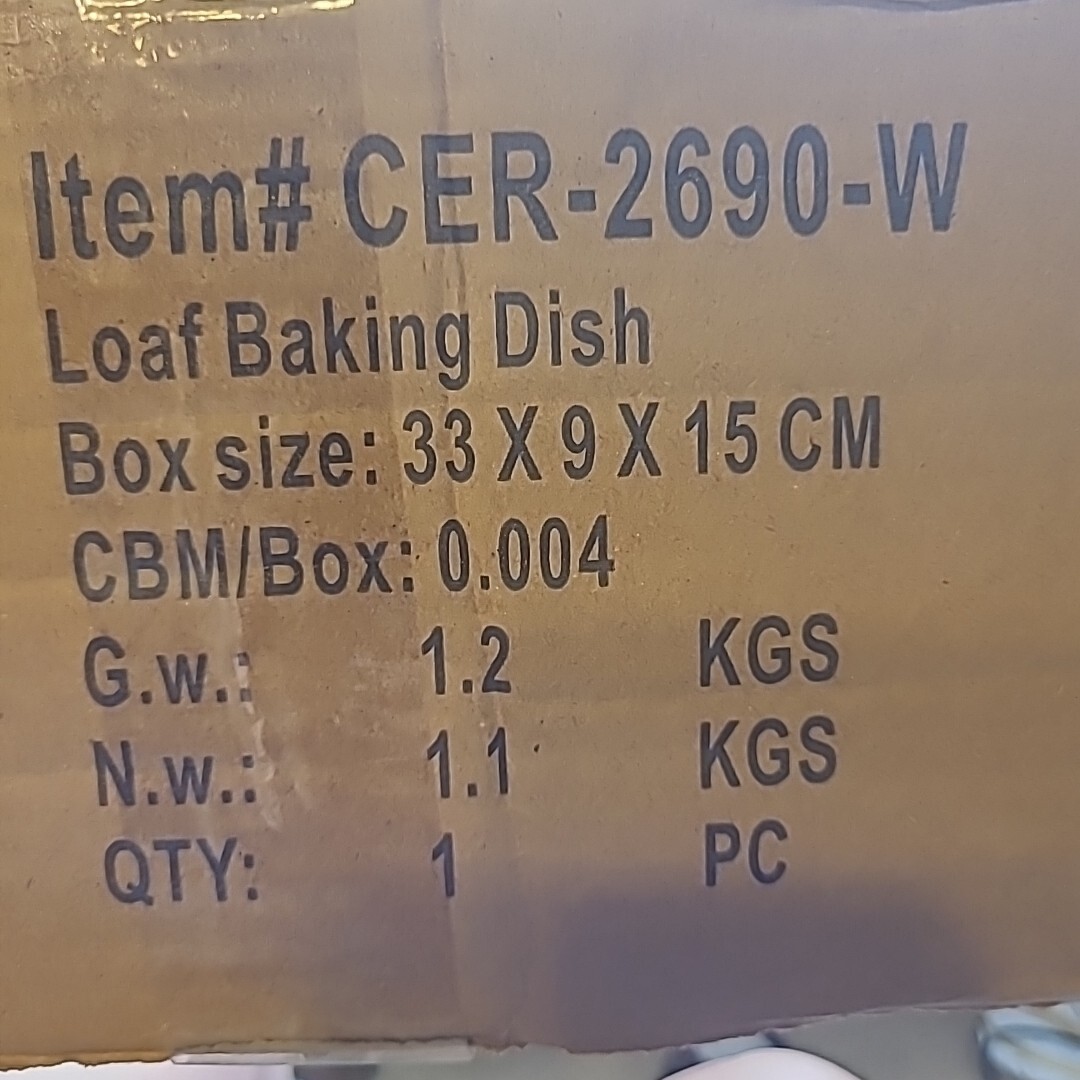 Item# CER-2690-W
Loaf Baking Dish
Box size: 33 X 9 X 15 CM
CBM/Box: 0.004
G.w.: 1.2 KGS
N.w.: 1.1 KGS
QTY: 1 PC